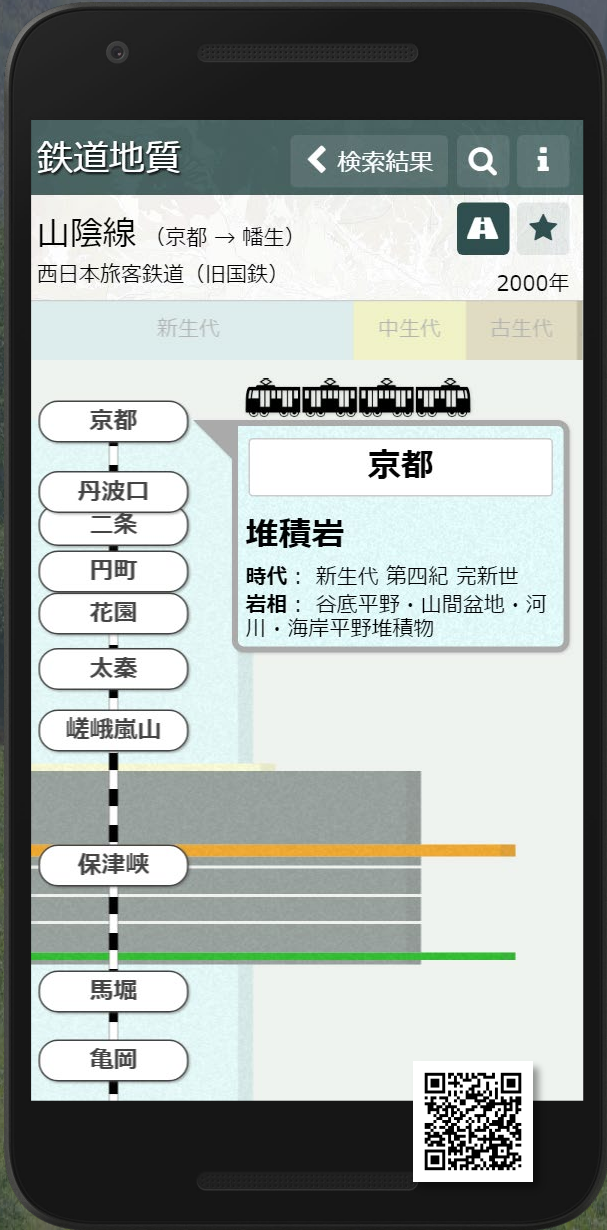 鉄道地質
検索結果
山陰線 （京都 → 幡生）
西日本旅客鉄道（旧国鉄）
2000年
新生代 中生代 古生代
京都
丹波口
二条
円町
花園
太秦
嵯峨嵐山
保津峡
馬堀
亀岡
京都
堆積岩
時代： 新生代 第四紀 完新世
岩相： 谷底平野・山間盆地・河
川・海岸平野堆積物